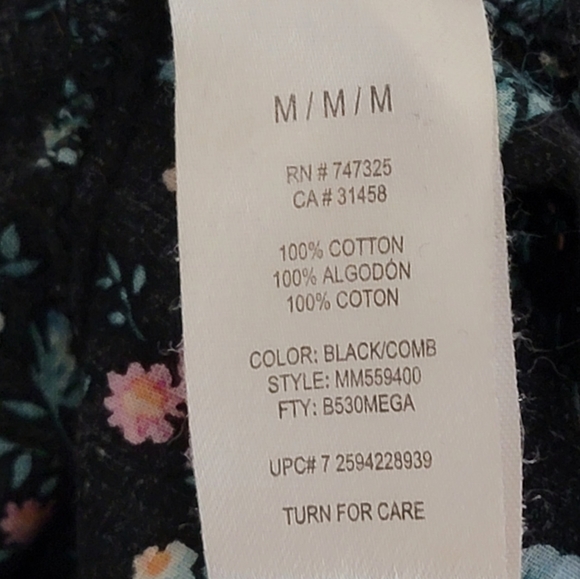 M / M / M
RN # 747325
CA # 31458
100% COTTON
100% ALGODÓN
100% COTON
COLOR: BLACK/COMB
STYLE: MM559400
FTY: B530MEGA
UPC# 7 2594228939
TURN FOR CARE